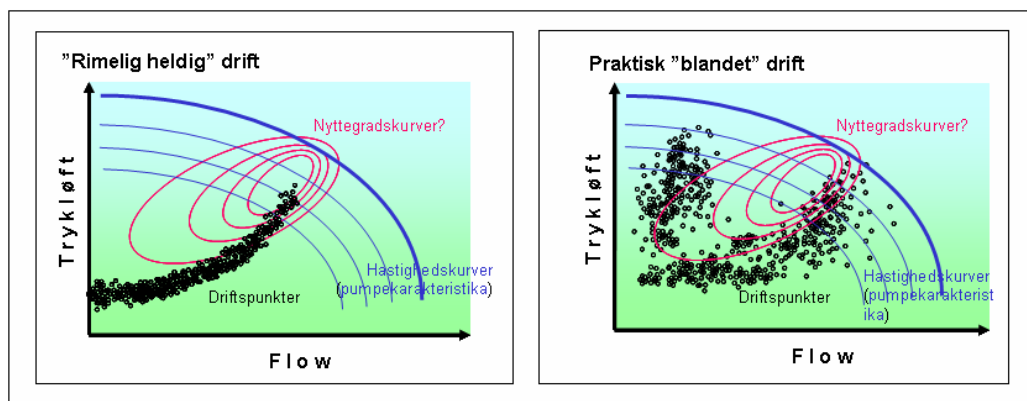 ”Rimelig heldig” drift
Nyttegradskurver?
Trykløft
Hastighedskurver
(pumpekarakteristika)
Driftspunkter
Flow
Praktisk ”blandet” drift
Nyttegradskurver?
Trykløft
Hastighedskurver
(pumpekarakterist
ika)
Driftspunkter
Flow